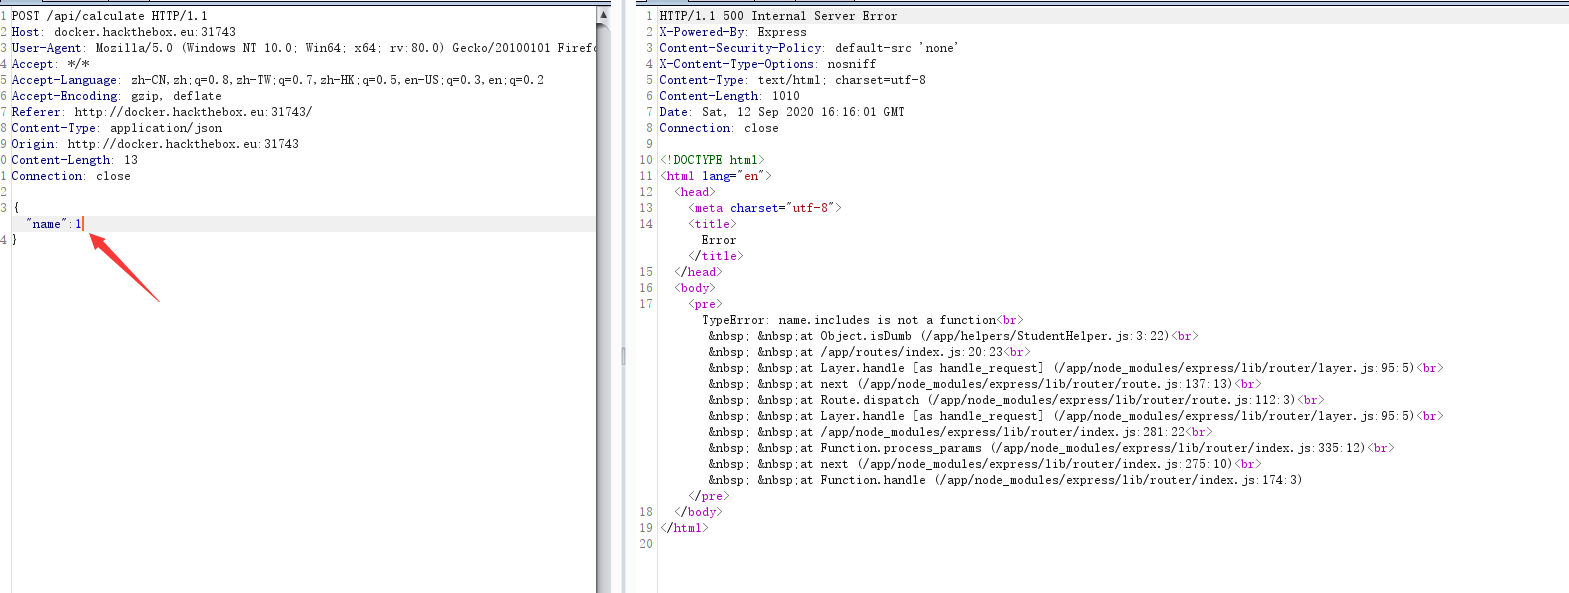 1 POST /api/calculate HTTP/1.1
2 Host: docker.hackthebox.eu:31743
3 User-Agent: Mozilla/5.0 (Windows NT 10.0; Win64; x64; rv:80.0) Gecko/20100101 Firefo
4 Accept: */*
5 Accept-Language: zh-CN,zh;q=0.8,zh-TW;q=0.7,zh-HK;q=0.5,en-US;q=0.3,en;q=0.2
6 Accept-Encoding: gzip, deflate
7 Referer: http://docker.hackthebox.eu:31743/
8 Content-Type: application/json
9 Origin: http://docker.hackthebox.eu:31743
0 Content-Length: 13
1 Connection: close
2
3 {
"name":1
4 }
1 HTTP/1.1 500 Internal Server Error
2 X-Powered-By: Express
3 Content-Security-Policy: default-src 'none'
4 X-Content-Type-Options: nosniff
5 Content-Type: text/html; charset=utf-8
6 Content-Length: 1010
7 Date: Sat, 12 Sep 2020 16:16:01 GMT
8 Connection: close
9
10 <!DOCTYPE html>
11 <html lang="en">
12 <head>
13 <meta charset="utf-8">
14 <title>
Error
</title>
15 </head>
16 <body>
17 <pre>
TypeError: name.includes is not a function<br>
&nbsp; &nbsp;at Object.isDumb (/app/helpers/StudentHelper.js:3:22)<br>
&nbsp; &nbsp;at /app/routes/index.js:20:23<br>
&nbsp; &nbsp;at Layer.handle [as handle_request] (/app/node_modules/express/lib/router/layer.js:95:5)<br>
&nbsp; &nbsp;at next (/app/node_modules/express/lib/router/route.js:137:13)<br>
&nbsp; &nbsp;at Route.dispatch (/app/node_modules/express/lib/router/route.js:112:3)<br>
&nbsp; &nbsp;at Layer.handle [as handle_request] (/app/node_modules/express/lib/router/layer.js:95:5)<br>
&nbsp; &nbsp;at /app/node_modules/express/lib/router/index.js:281:22<br>
&nbsp; &nbsp;at Function.process_params (/app/node_modules/express/lib/router/index.js:335:12)<br>
&nbsp; &nbsp;at next (/app/node_modules/express/lib/router/index.js:275:10)<br>
&nbsp; &nbsp;at Function.handle (/app/node_modules/express/lib/router/index.js:174:3)
</pre>
18 </body>
19 </html>
20